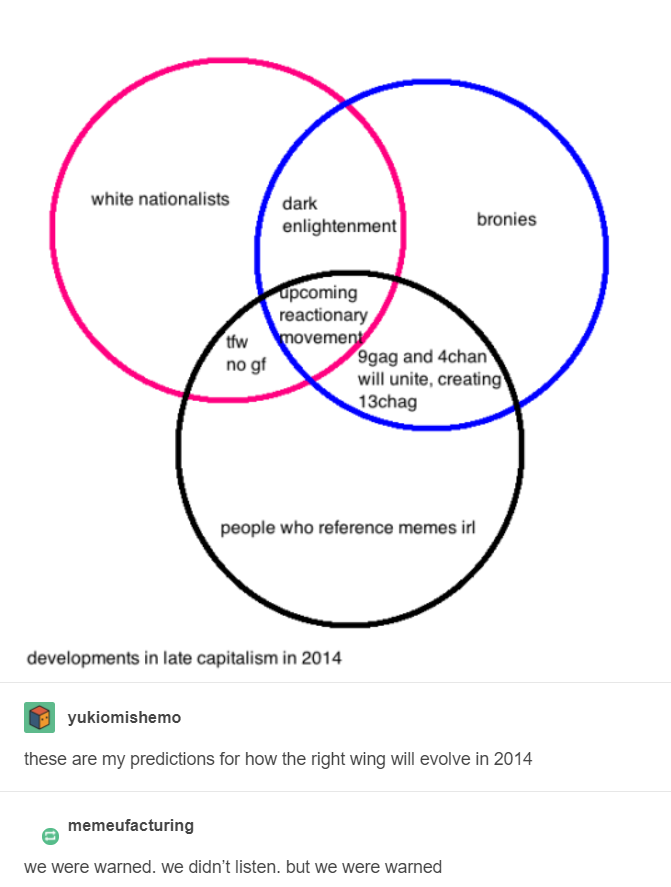 white nationalists
dark
enlightenment
bronies
upcoming
reactionary
movement
tfw
no gf
9gag and 4chan
will unite, creating
13chag
people who reference memes irl
developments in late capitalism in 2014
yukiomishemo
these are my predictions for how the right wing will evolve in 2014
memeufacturing
we were warned. we didn't listen. but we were warned